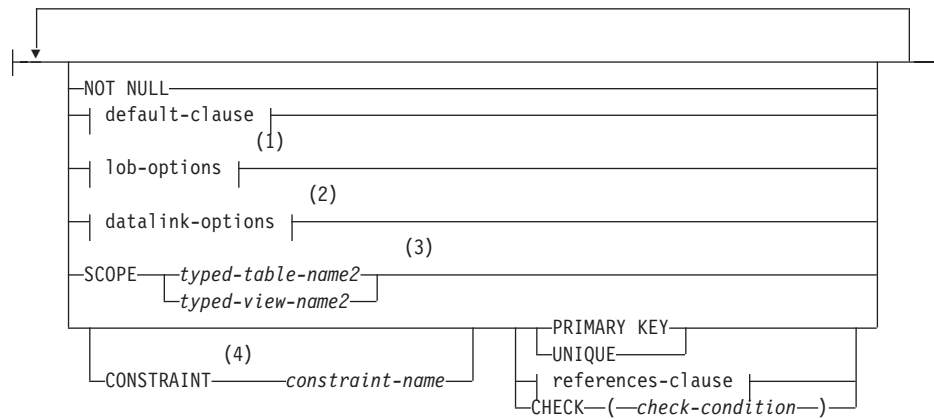 NOT NULL
default-clause
(1)
lob-options
(2)
datalink-options
(3)
SCOPE typed-table-name2
typed-view-name2
PRIMARY KEY
(4) UNIQUE
CONSTRAINT constraint-name references-clause
CHECK ( check-condition )